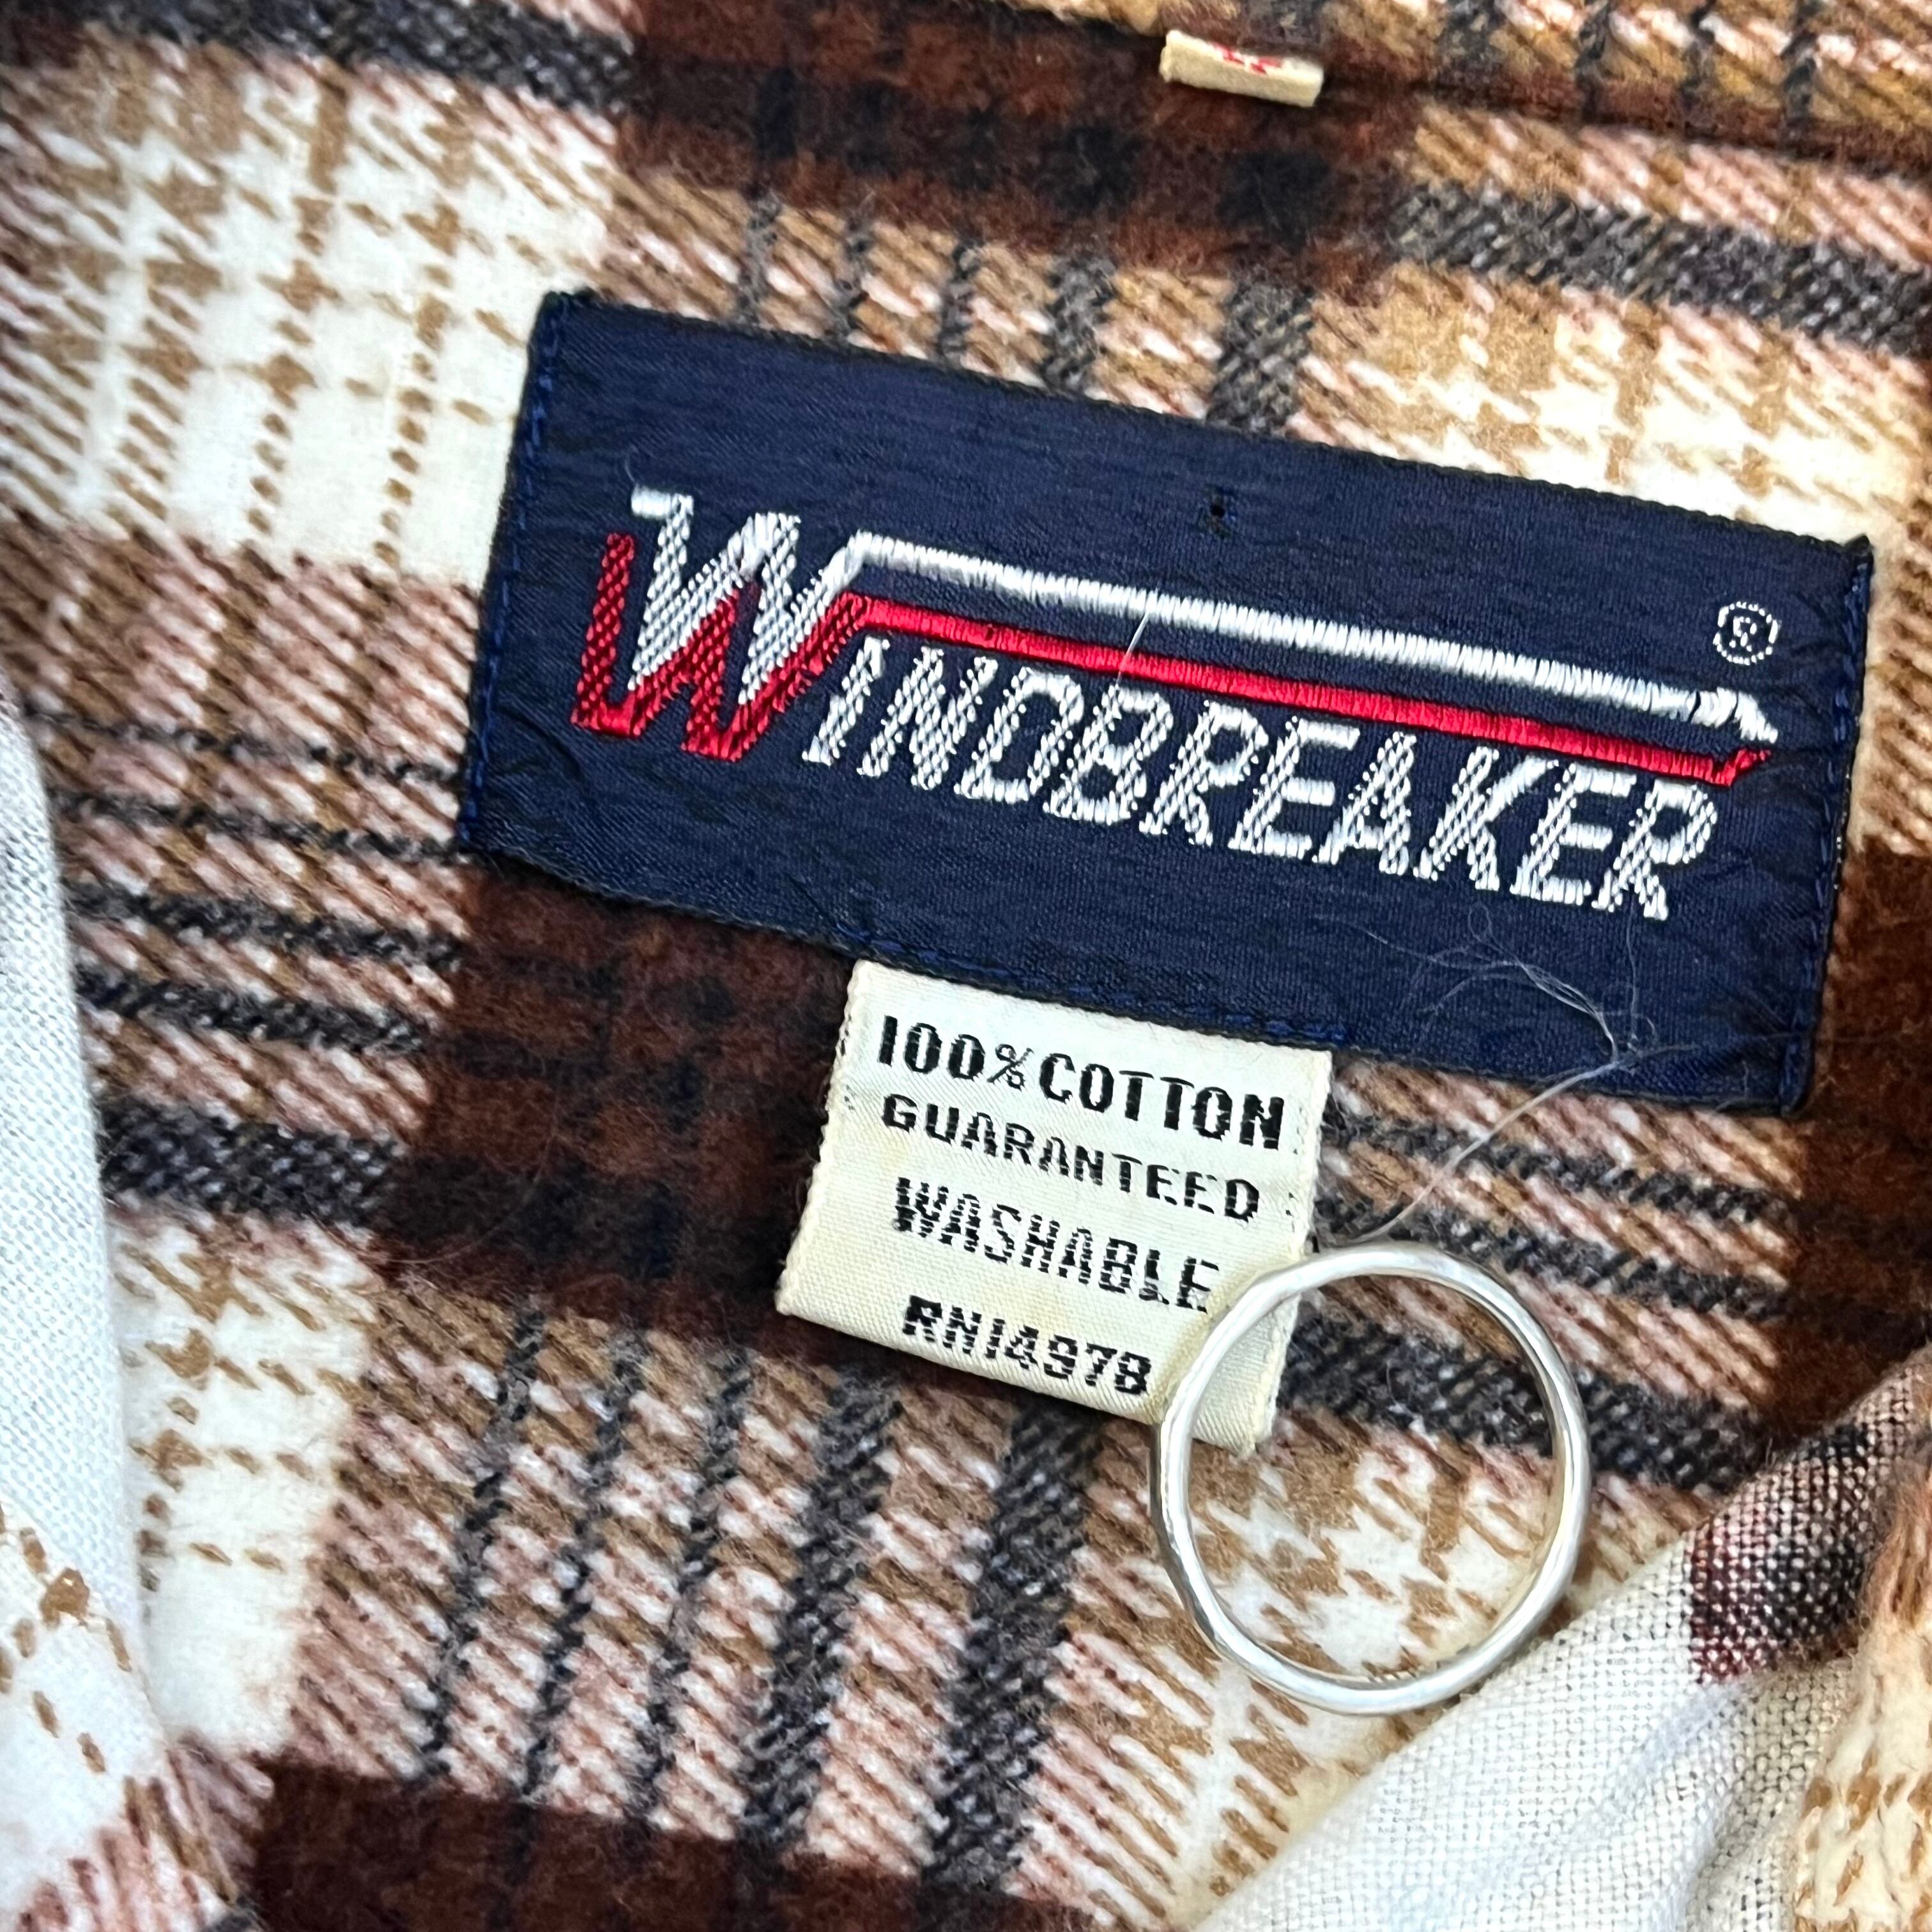 WINDBREAKER ®
100% COTTON
GUARANTEED
WASHABLE
RN14978